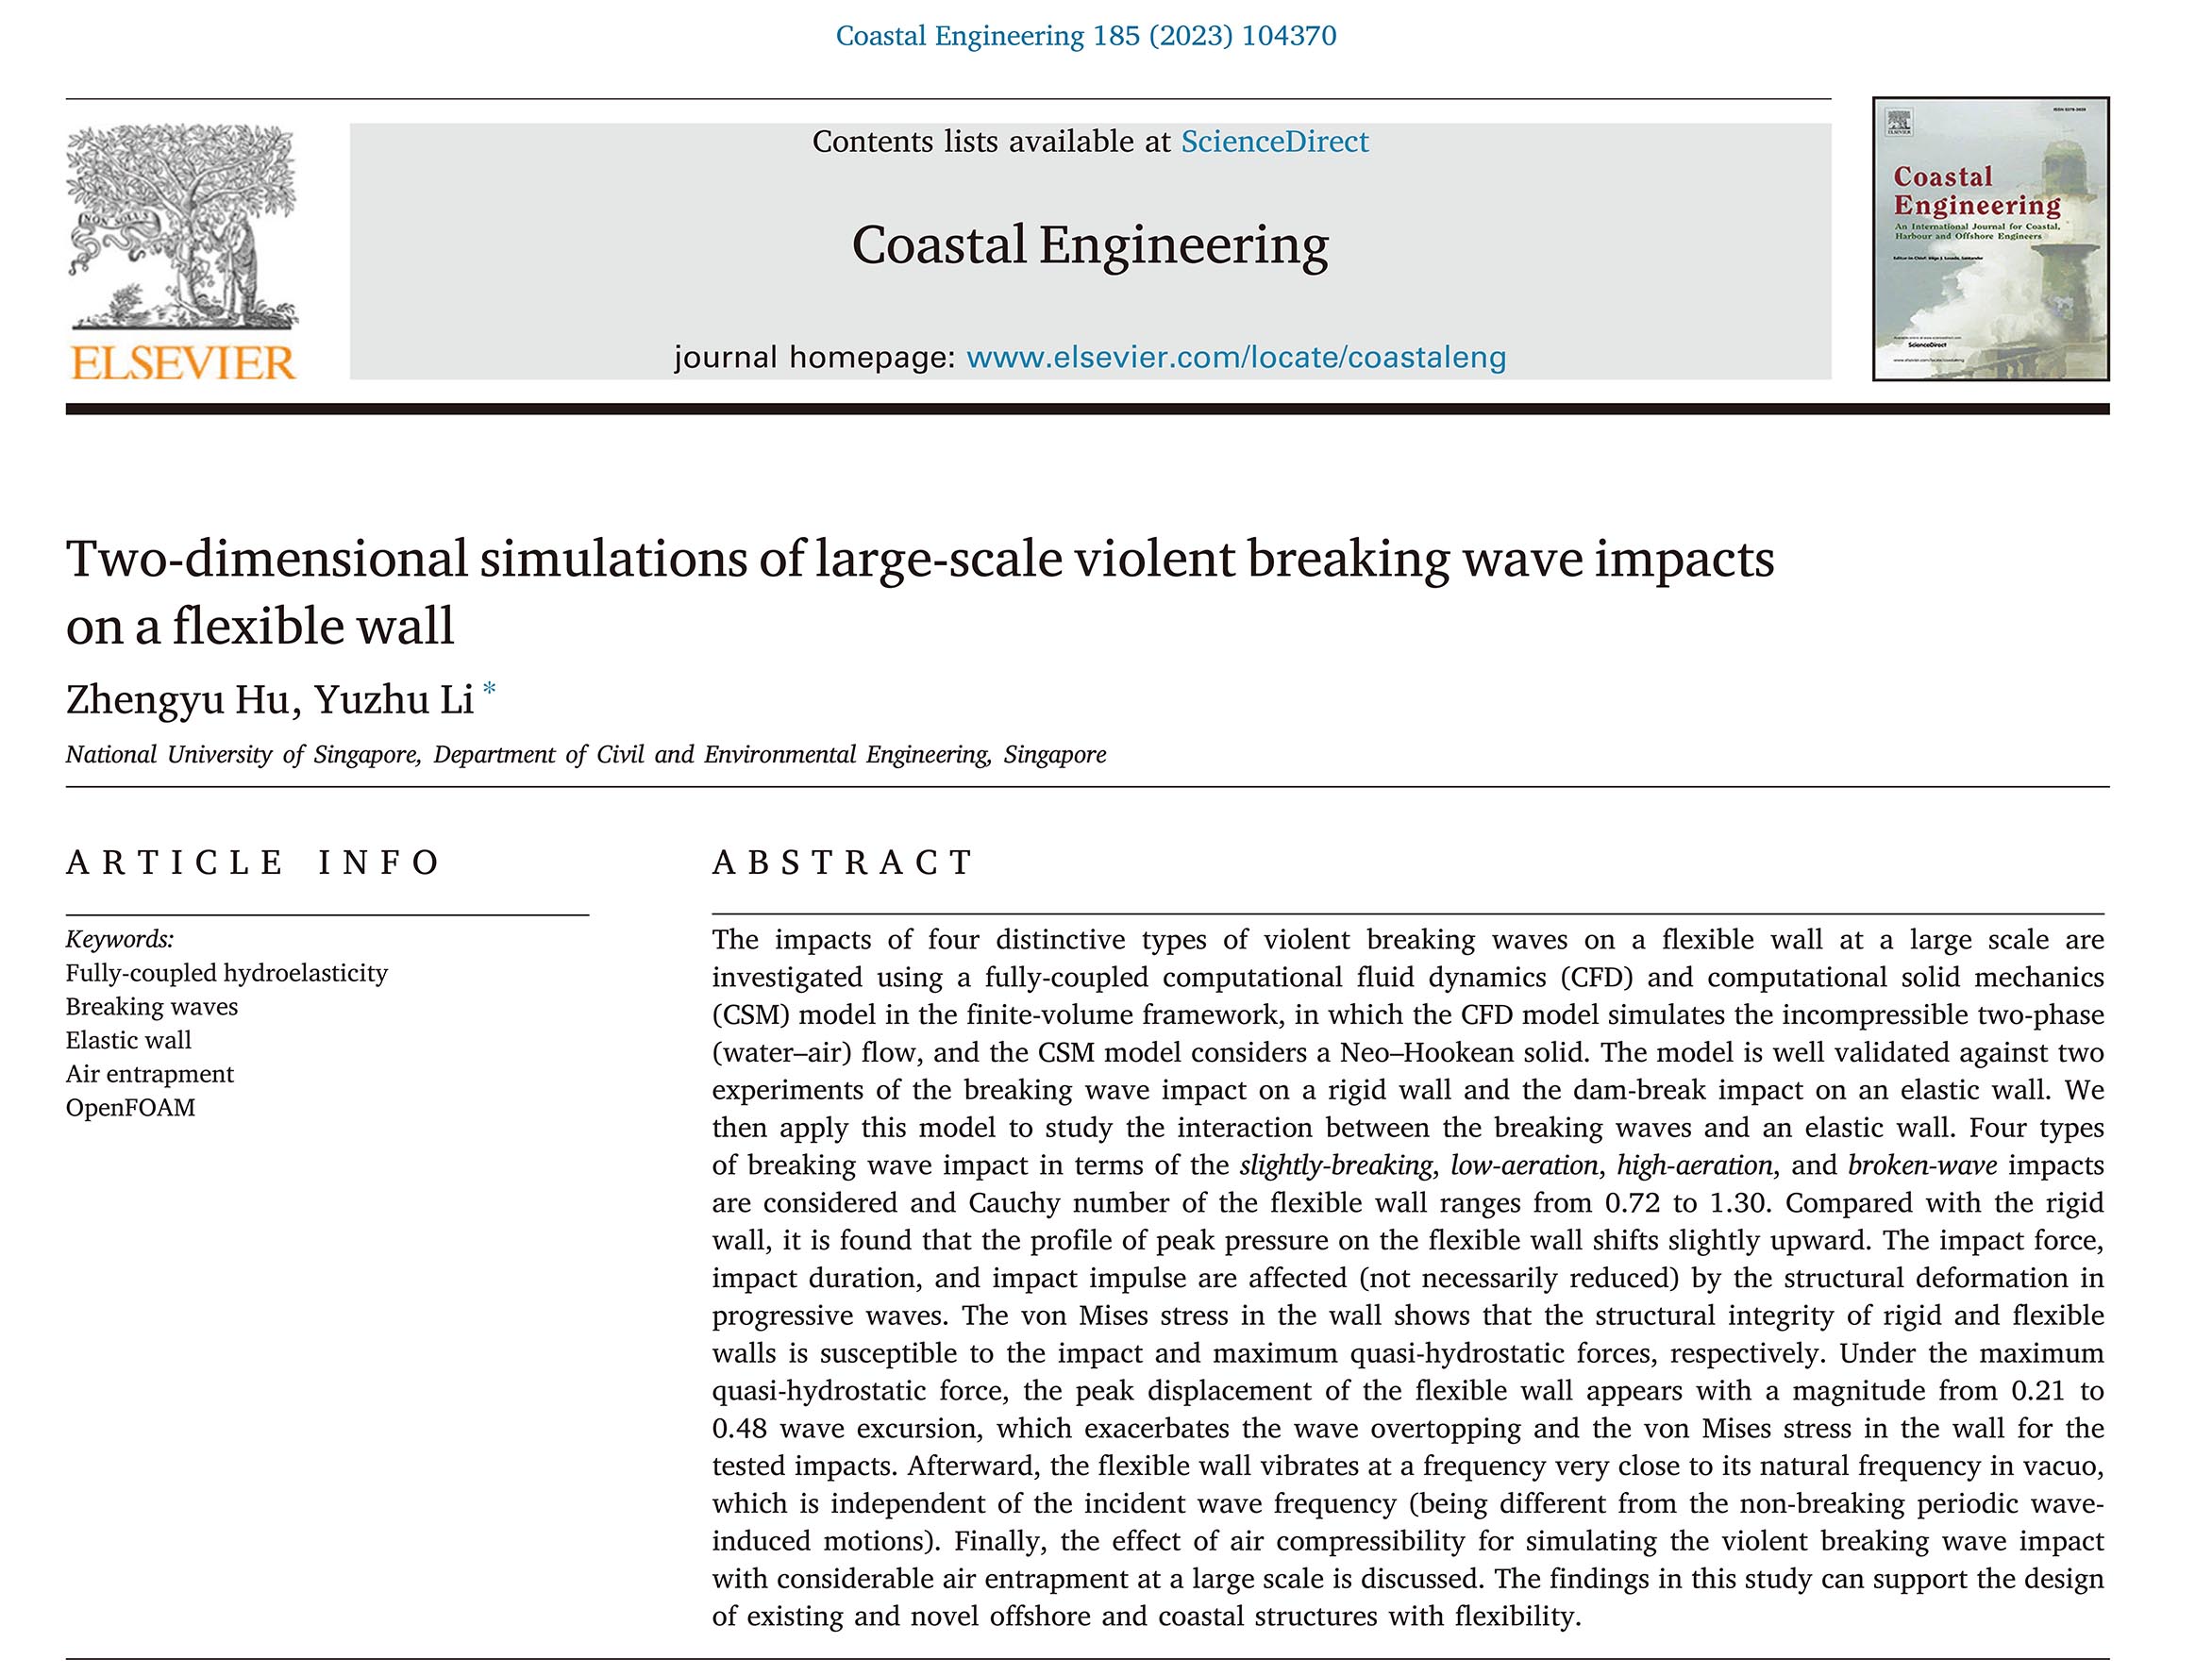 Coastal Engineering 185 (2023) 104370
Contents lists available at ScienceDirect
Coastal Engineering
journal homepage: www.elsevier.com/locate/coastaleng
NON SOLUS
ELSEVIER
ISSN 0378-3839
ELSEVIER
Coastal
Engineering
An International Journal for Coastal,
Harbour and Offshore Engineers
Available online at www.sciencedirect.com
ScienceDirect
www.elsevier.com/locate/coastaleng
Two-dimensional simulations of large-scale violent breaking wave impacts
on a flexible wall
Zhengyu Hu, Yuzhu Li *
National University of Singapore, Department of Civil and Environmental Engineering, Singapore
ARTICLE INFO
Keywords:
Fully-coupled hydroelasticity
Breaking waves
Elastic wall
Air entrapment
OpenFOAM
ABSTRACT
The impacts of four distinctive types of violent breaking waves on a flexible wall at a large scale are
investigated using a fully-coupled computational fluid dynamics (CFD) and computational solid mechanics
(CSM) model in the finite-volume framework, in which the CFD model simulates the incompressible two-phase
(water–air) flow, and the CSM model considers a Neo–Hookean solid. The model is well validated against two
experiments of the breaking wave impact on a rigid wall and the dam-break impact on an elastic wall. We
then apply this model to study the interaction between the breaking waves and an elastic wall. Four types
of breaking wave impact in terms of the slightly-breaking, low-aeration, high-aeration, and broken-wave impacts
are considered and Cauchy number of the flexible wall ranges from 0.72 to 1.30. Compared with the rigid
wall, it is found that the profile of peak pressure on the flexible wall shifts slightly upward. The impact force,
impact duration, and impact impulse are affected (not necessarily reduced) by the structural deformation in
progressive waves. The von Mises stress in the wall shows that the structural integrity of rigid and flexible
walls is susceptible to the impact and maximum quasi-hydrostatic forces, respectively. Under the maximum
quasi-hydrostatic force, the peak displacement of the flexible wall appears with a magnitude from 0.21 to
0.48 wave excursion, which exacerbates the wave overtopping and the von Mises stress in the wall for the
tested impacts. Afterward, the flexible wall vibrates at a frequency very close to its natural frequency in vacuo,
which is independent of the incident wave frequency (being different from the non-breaking periodic wave-
induced motions). Finally, the effect of air compressibility for simulating the violent breaking wave impact
with considerable air entrapment at a large scale is discussed. The findings in this study can support the design
of existing and novel offshore and coastal structures with flexibility.